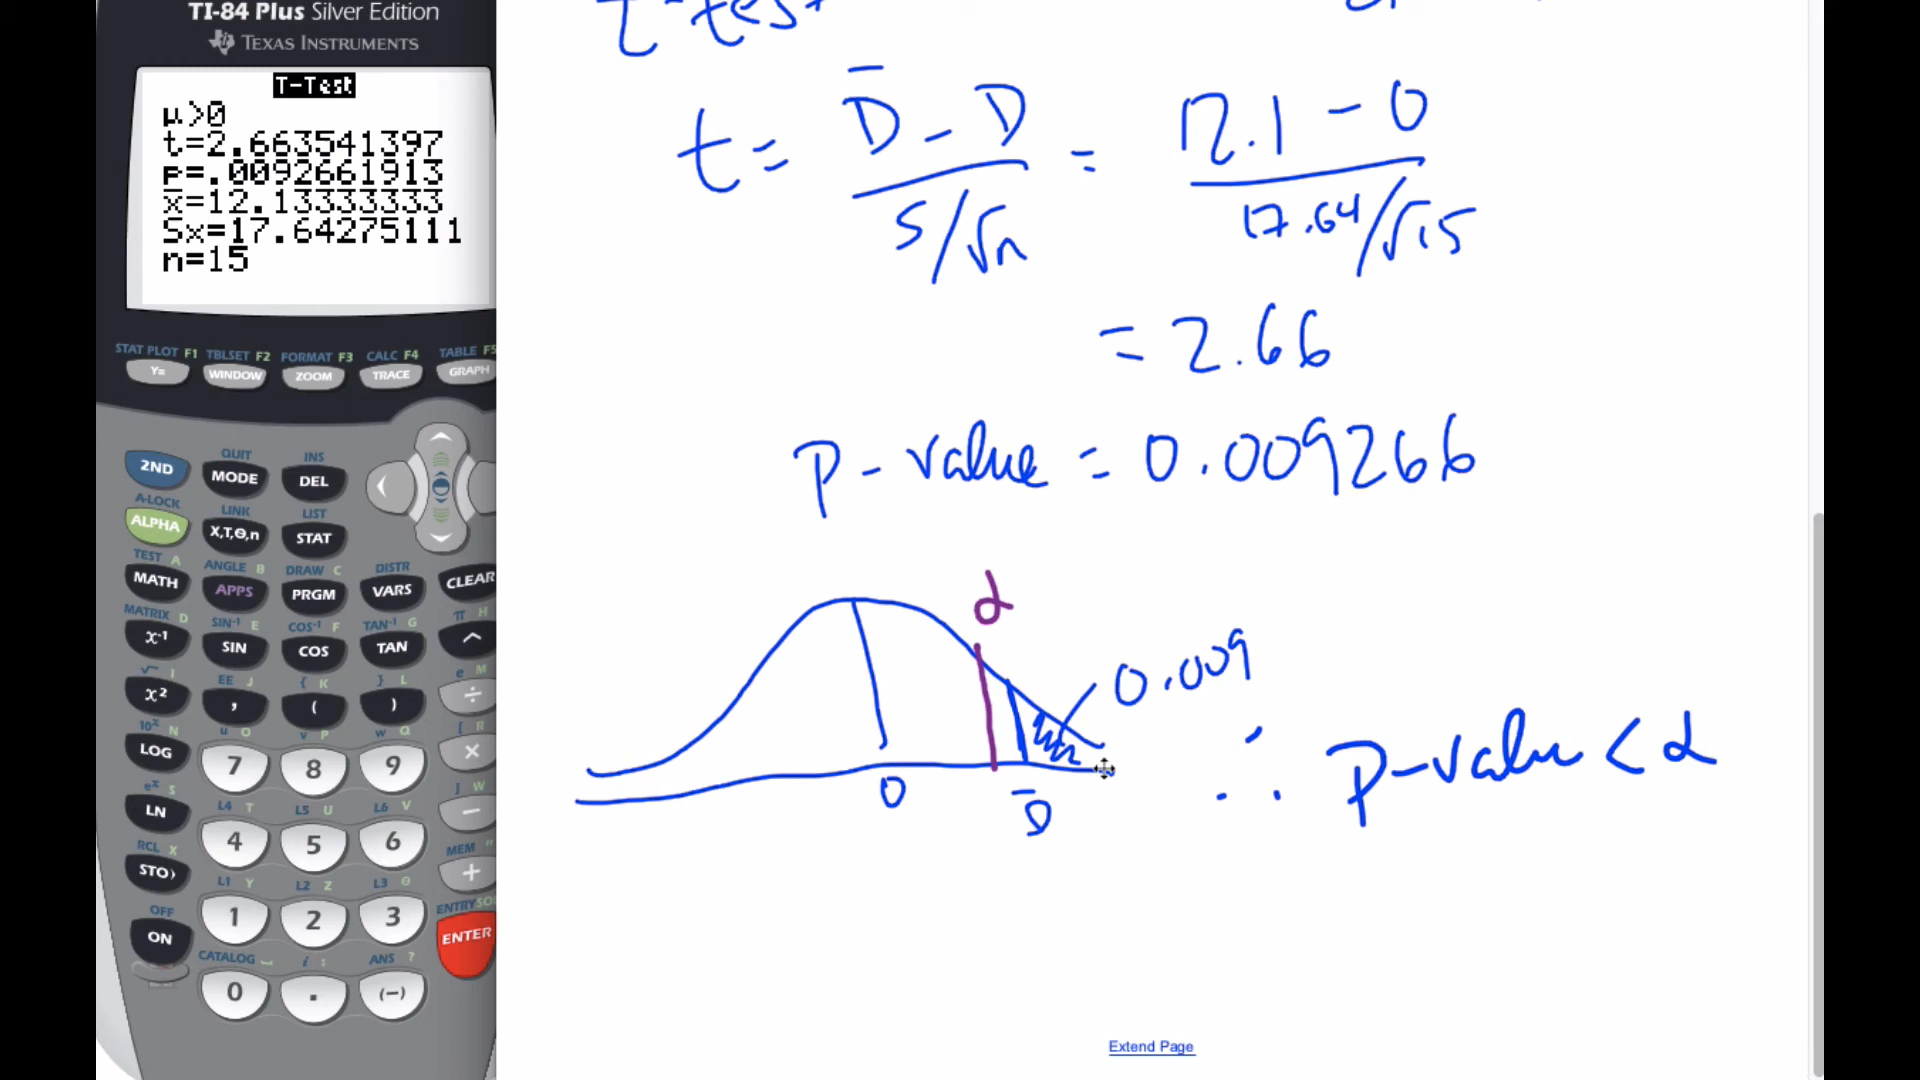 TI-84 Plus Silver Edition
TEXAS INSTRUMENTS
T-Test
μ>0
t=2.663541397
p=.0092661913
x̄=12.13333333
Sx=17.64275111
n=15
STAT PLOT F1 TBLSET F2 FORMAT F3 CALC F4 TABLE F5
Y= WINDOW ZOOM TRACE GRAPH
QUIT INS
2ND MODE DEL
A-LOCK LINK LIST
ALPHA X,T,Θ,n STAT
TEST A ANGLE B DRAW C DISTR
MATH APPS PRGM VARS CLEAR
MATRIX D SIN⁻¹ E COS⁻¹ F TAN⁻¹ G π H
x⁻¹ SIN COS TAN ^
√ I EE J { K } L e M
x² , ( ) ÷
10ˣ N u O v P w Q [ R
LOG 7 8 9 ×
eˣ S L4 T L5 U L6 V ] W
LN 4 5 6 −
RCL X L1 Y L2 Z L3 θ MEM "
STO› 1 2 3 +
OFF ENTRY SO
ON ENTER
CATALOG ␣ i : ANS ?
0 . (−)
t-test
t = D̄ - D / S/√n = 12.1 - 0 / 17.64/√15
= 2.66
P-value = 0.009266
α
0.009
0 D̄
∴ P-value < α
Extend Page